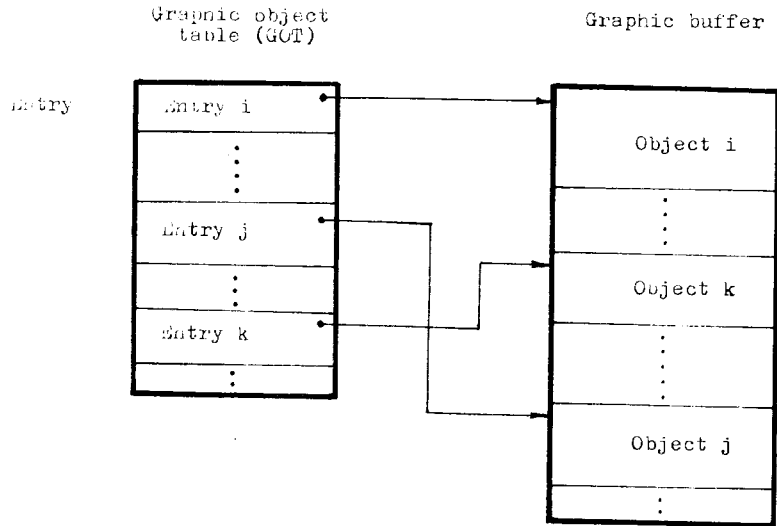 Graphic object
table (GOT)
Graphic buffer
Entry
Entry i
Object i
Entry j
Object k
Entry k
Object j